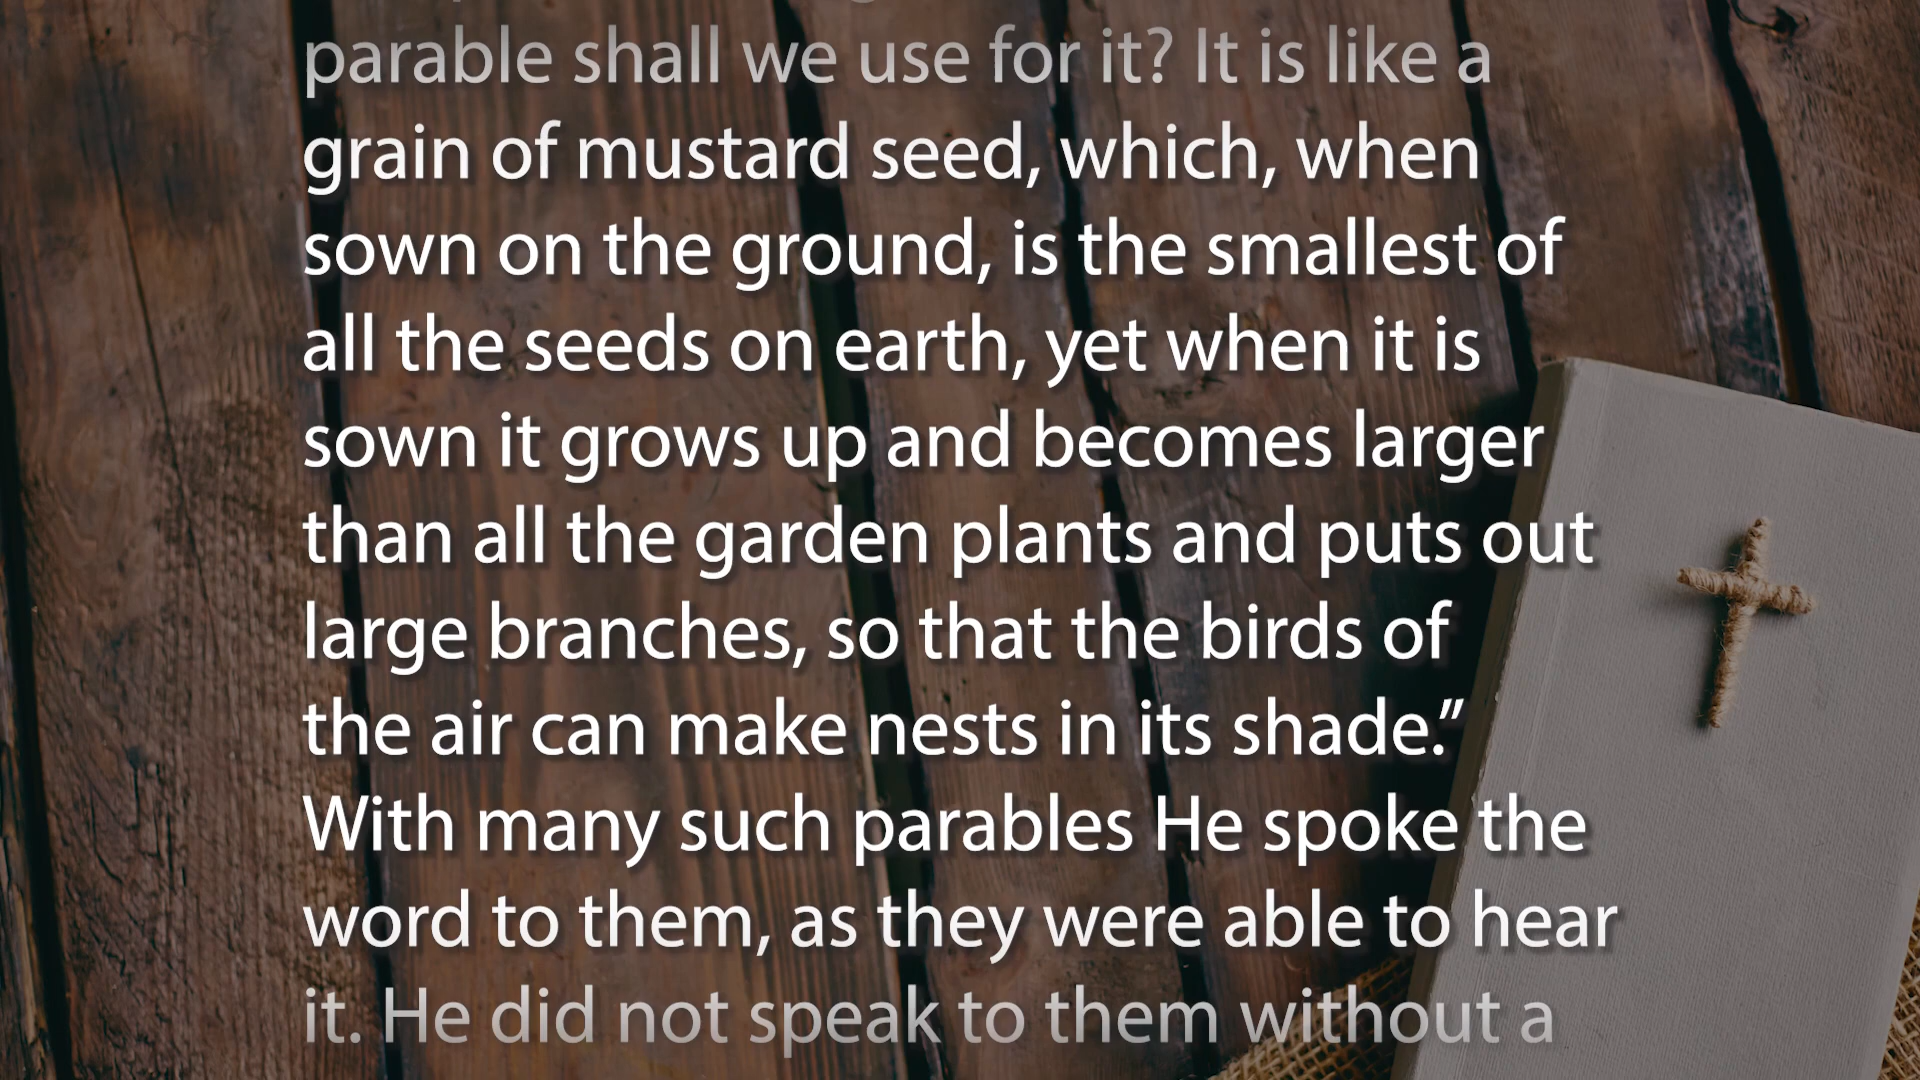 parable shall we use for it? It is like a
grain of mustard seed, which, when
sown on the ground, is the smallest of
all the seeds on earth, yet when it is
sown it grows up and becomes larger
than all the garden plants and puts out
large branches, so that the birds of
the air can make nests in its shade.”
With many such parables He spoke the
word to them, as they were able to hear
it. He did not speak to them without a